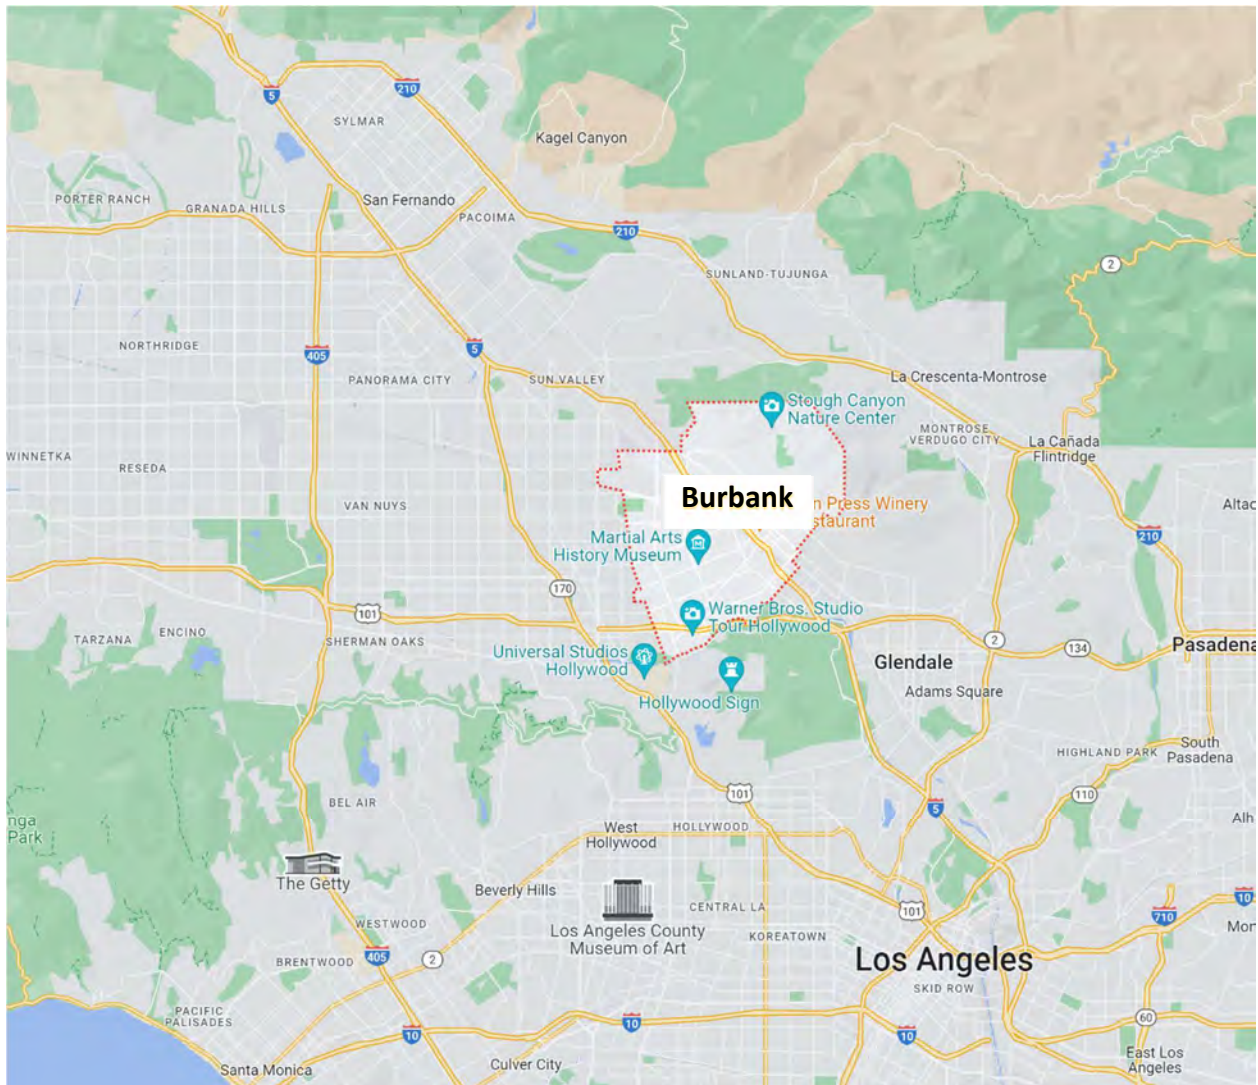 210
5
SYLMAR
Kagel Canyon
PORTER RANCH
GRANADA HILLS
San Fernando
PACOIMA
210
SUNLAND-TUJUNGA
2
NORTHRIDGE
405
5
PANORAMA CITY
SUN VALLEY
La Crescenta-Montrose
Stough Canyon
Nature Center
MONTROSE
VERDUGO CITY
La Cañada
Flintridge
WINNETKA
RESEDA
VAN NUYS
Burbank
n Press Winery
staurant
Altac
Martial Arts
History Museum
210
170
101
Warner Bros. Studio
Tour Hollywood
TARZANA
ENCINO
SHERMAN OAKS
2
134
Pasadena
Universal Studios
Hollywood
Glendale
Adams Square
Hollywood Sign
HIGHLAND PARK
South
Pasadena
BEL AIR
101
110
5
nga
Park
West
Hollywood
HOLLYWOOD
Alh
The Getty
Beverly Hills
CENTRAL LA
10
WESTWOOD
Los Angeles County
Museum of Art
101
710
KOREATOWN
Mon
BRENTWOOD
405
2
Los Angeles
SKID ROW
PACIFIC
PALISADES
10
10
10
60
Santa Monica
Culver City
East Los
Angeles